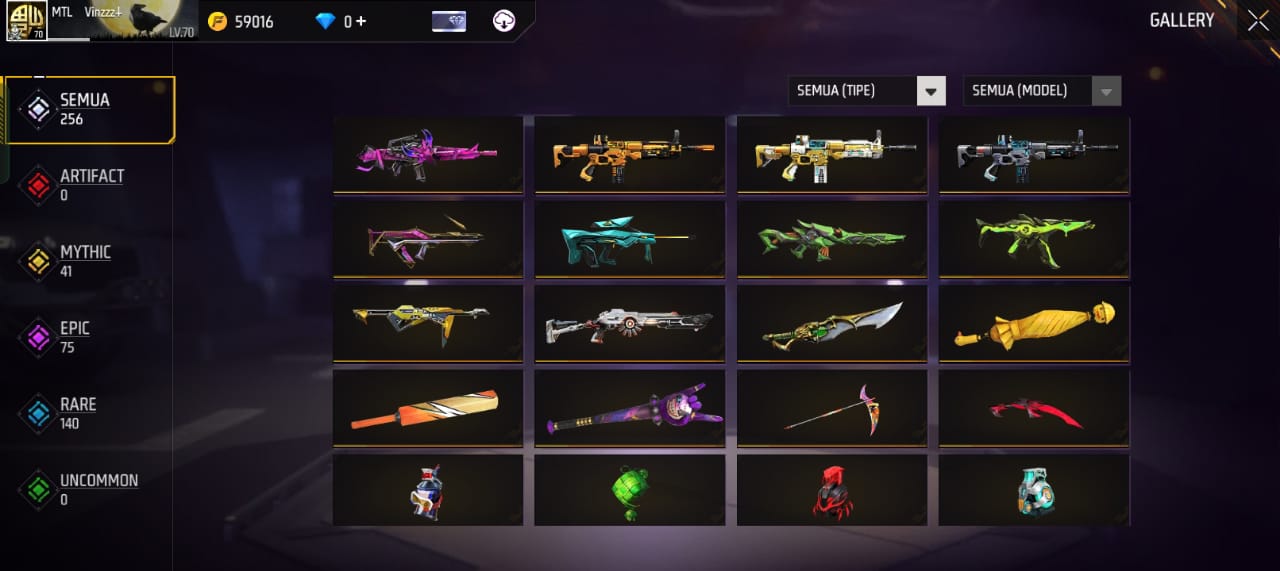 MTL Vinzzz
70
LV.70
59016
0 +
GALLERY
SEMUA
256
ARTIFACT
0
MYTHIC
41
EPIC
75
RARE
140
UNCOMMON
0
SEMUA (TIPE)
SEMUA (MODEL)